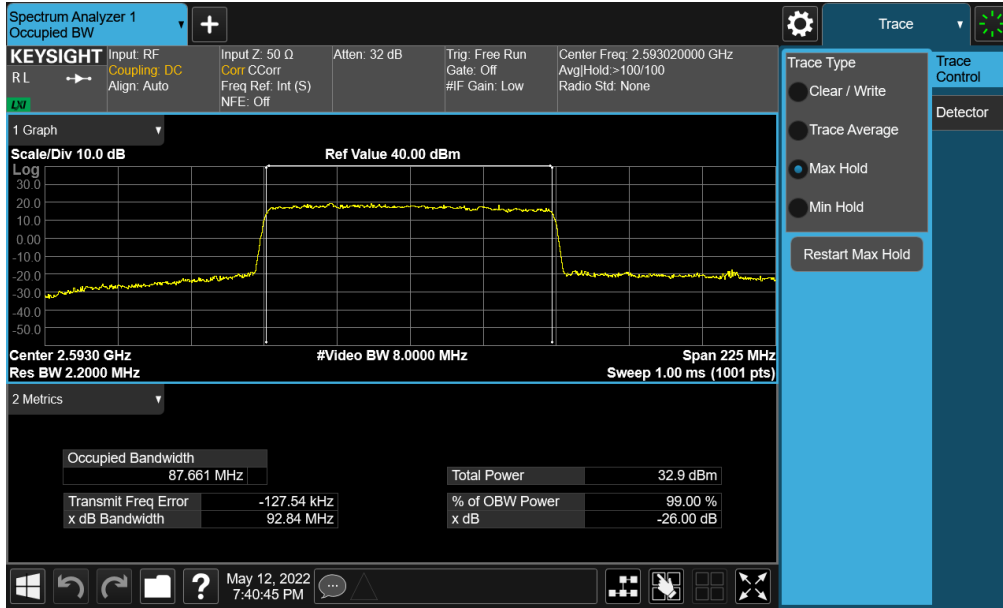 Spectrum Analyzer 1
Occupied BW
+
Trace
KEYSIGHT
RL
LXI
Input: RF
Coupling: DC
Align: Auto
Input Z: 50 Ω
Corr CCorr
Freq Ref: Int (S)
NFE: Off
Atten: 32 dB
Trig: Free Run
Gate: Off
#IF Gain: Low
Center Freq: 2.593020000 GHz
Avg|Hold:>100/100
Radio Std: None
Trace Type
Clear / Write
Trace Average
Max Hold
Min Hold
Restart Max Hold
Trace
Control
Detector
1 Graph
Scale/Div 10.0 dB
Ref Value 40.00 dBm
Log
30.0
20.0
10.0
0.00
-10.0
-20.0
-30.0
-40.0
-50.0
Center 2.5930 GHz
#Video BW 8.0000 MHz
Span 225 MHz
Res BW 2.2000 MHz
Sweep 1.00 ms (1001 pts)
2 Metrics
Occupied Bandwidth
87.661 MHz
Total Power 32.9 dBm
Transmit Freq Error -127.54 kHz
% of OBW Power 99.00 %
x dB Bandwidth 92.84 MHz
x dB -26.00 dB
?
May 12, 2022
7:40:45 PM